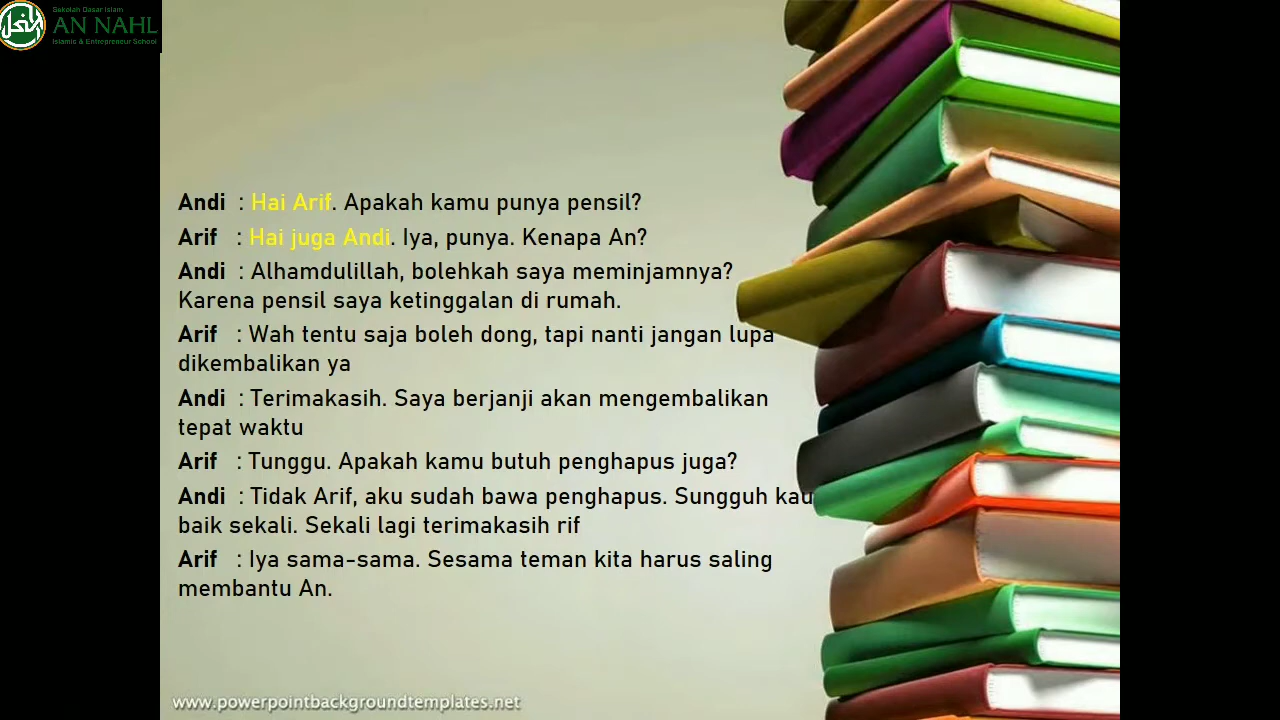 Sekolah Dasar Islam
AN NAHL
Islamic & Entrepreneur School
Andi : Hai Arif. Apakah kamu punya pensil?
Arif : Hai juga Andi. Iya, punya. Kenapa An?
Andi : Alhamdulillah, bolehkah saya meminjamnya?
Karena pensil saya ketinggalan di rumah.
Arif : Wah tentu saja boleh dong, tapi nanti jangan lupa
dikembalikan ya
Andi : Terimakasih. Saya berjanji akan mengembalikan
tepat waktu
Arif : Tunggu. Apakah kamu butuh penghapus juga?
Andi : Tidak Arif, aku sudah bawa penghapus. Sungguh kau
baik sekali. Sekali lagi terimakasih rif
Arif : Iya sama-sama. Sesama teman kita harus saling
membantu An.
www.powerpointbackgroundtemplates.net